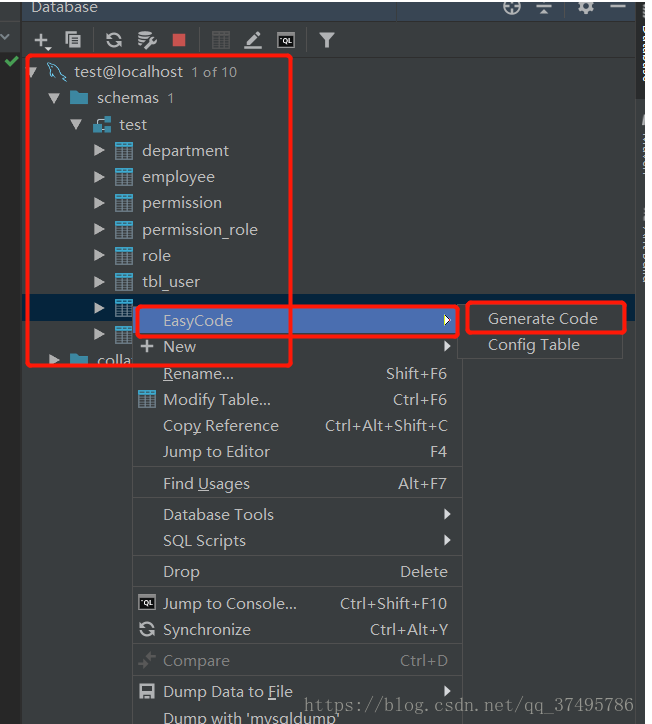 Database
test@localhost 1 of 10
schemas 1
test
department
employee
permission
permission_role
role
tbl_user
EasyCode
Generate Code
Config Table
colla
New
Rename... Shift+F6
Modify Table... Ctrl+F6
Copy Reference Ctrl+Alt+Shift+C
Jump to Editor F4
Find Usages Alt+F7
Database Tools
SQL Scripts
Drop Delete
QL Jump to Console... Ctrl+Shift+F10
Synchronize Ctrl+Alt+Y
Compare Ctrl+D
Dump Data to File
https://blog.csdn.net/qq_37495786
Dump with 'mysqldump'